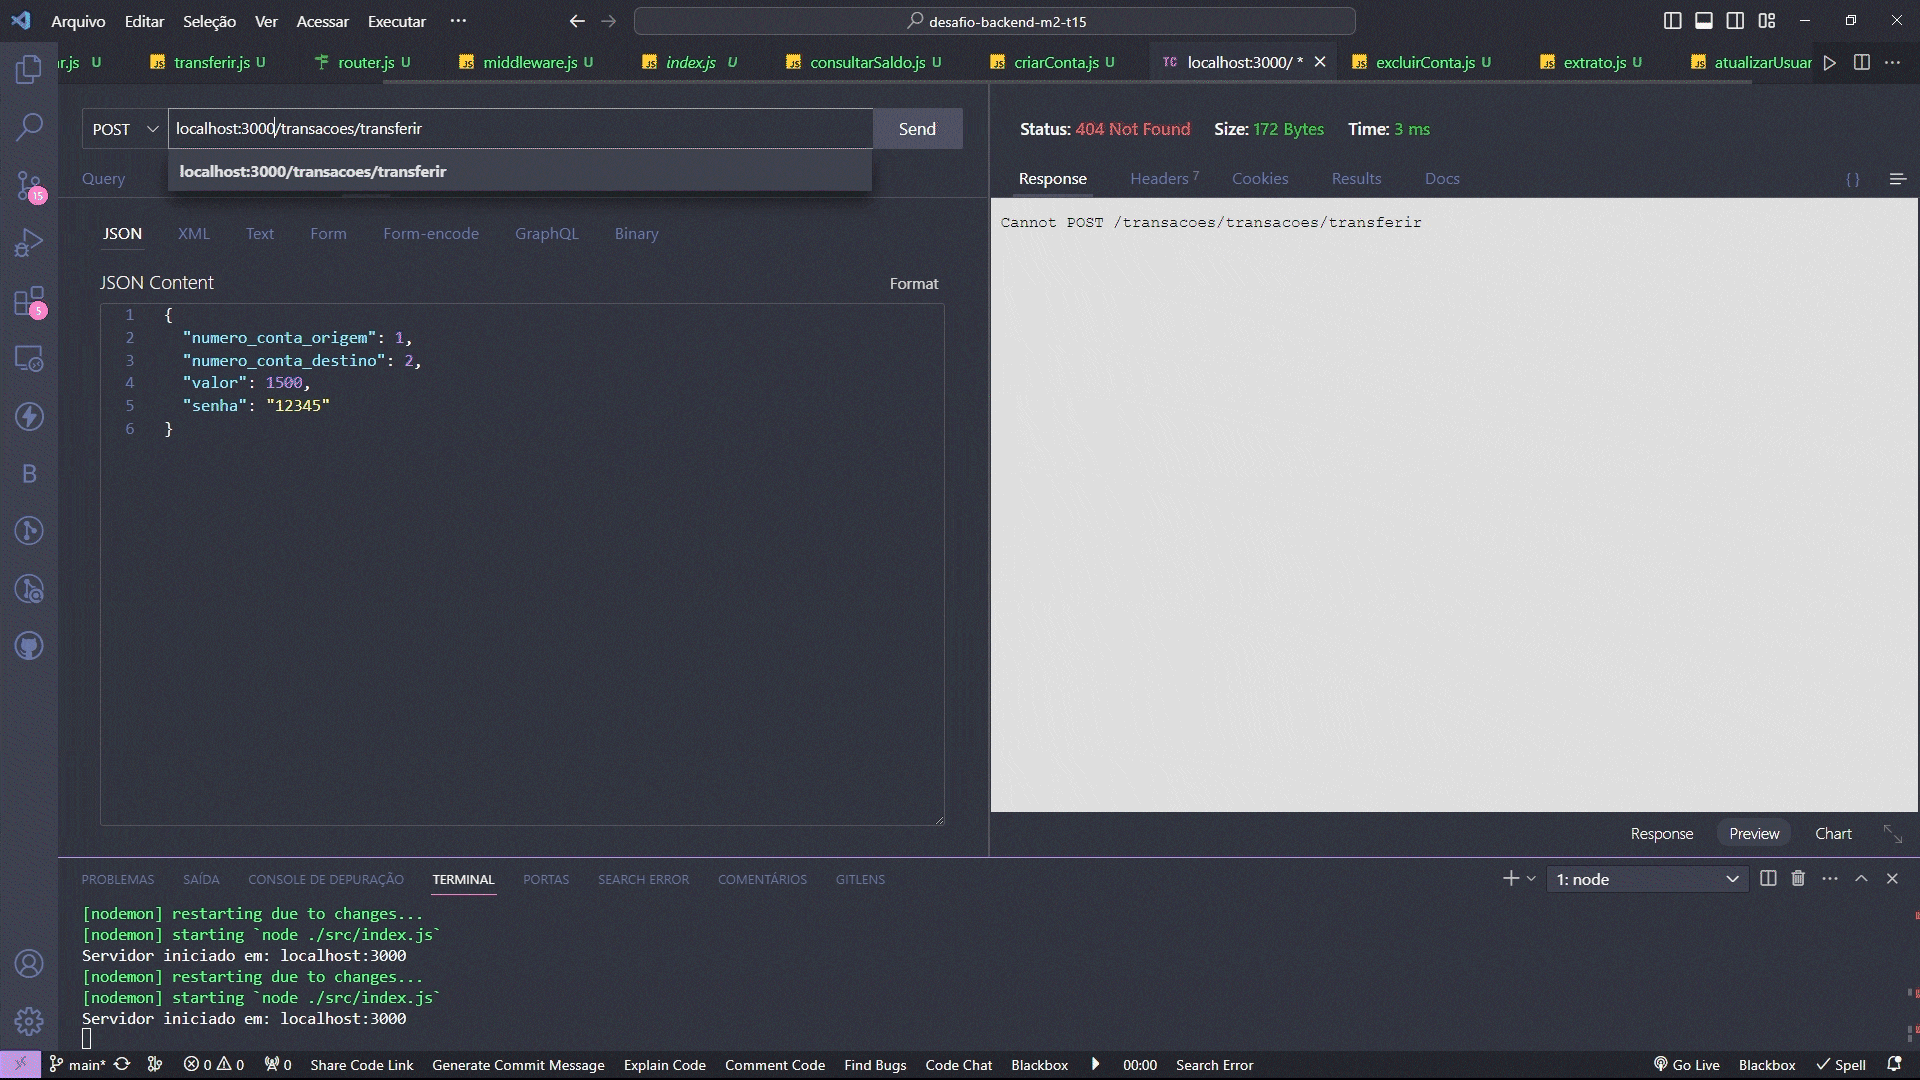 Arquivo Editar Seleção Ver Acessar Executar ··· desafio-backend-m2-t15
ar.js U transferir.js U router.js U middleware.js U index.js U consultarSaldo.js U criarConta.js U TC localhost:3000/ * excluirConta.js U extrato.js U atualizarUsuar
POST localhost:3000/transacoes/transferir Send
Status: 404 Not Found Size: 172 Bytes Time: 3 ms
localhost:3000/transacoes/transferir
Query
Response Headers 7 Cookies Results Docs { }
JSON XML Text Form Form-encode GraphQL Binary
Cannot POST /transacoes/transacoes/transferir
JSON Content Format
1 {
2 "numero_conta_origem": 1,
3 "numero_conta_destino": 2,
4 "valor": 1500,
5 "senha": "12345"
6 }
15
5
B
Response Preview Chart
PROBLEMAS SAÍDA CONSOLE DE DEPURAÇÃO TERMINAL PORTAS SEARCH ERROR COMENTÁRIOS GITLENS 1: node
[nodemon] restarting due to changes...
[nodemon] starting `node ./src/index.js`
Servidor iniciado em: localhost:3000
[nodemon] restarting due to changes...
[nodemon] starting `node ./src/index.js`
Servidor iniciado em: localhost:3000
main* 0 0 0 Share Code Link Generate Commit Message Explain Code Comment Code Find Bugs Code Chat Blackbox 00:00 Search Error Go Live Blackbox Spell